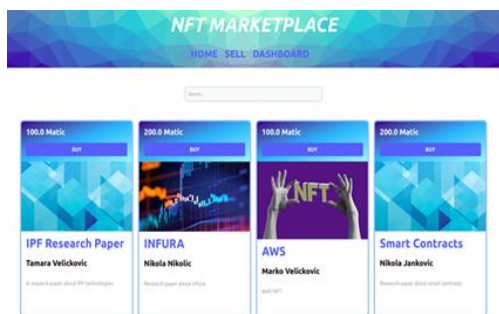 NFT MARKETPLACE
HOME SELL DASHBOARD
Search...
100.0 Matic
BUY
IPF Research Paper
Tamara Velickovic
A research paper about IPF technologies
200.0 Matic
BUY
INFURA
Nikola Nikolic
Research paper about Infura
100.0 Matic
BUY
NFT
AWS
Marko Velickovic
AWS NFT
200.0 Matic
BUY
Smart Contracts
Nikola Jankovic
Research paper about smart contracts